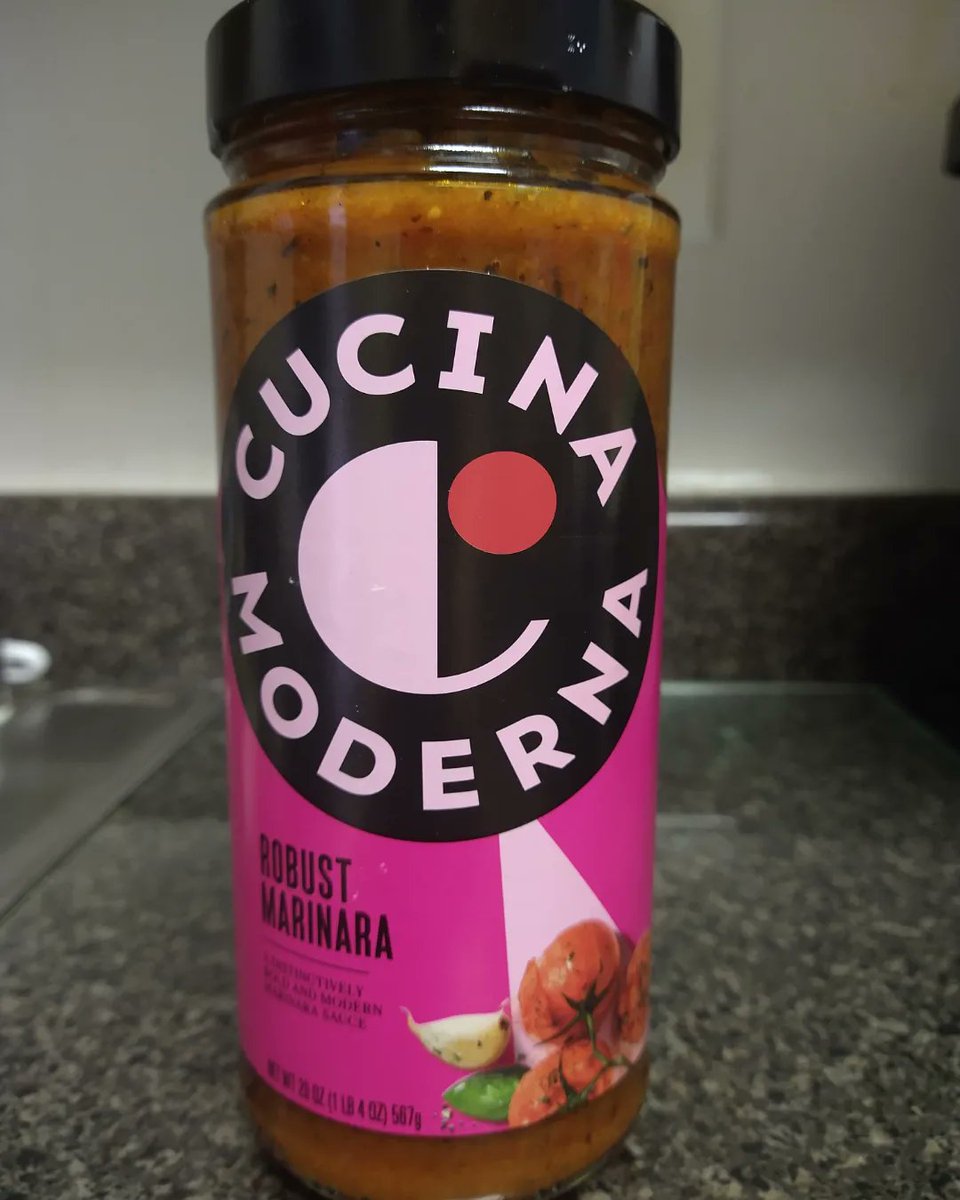 CUCINA
MODERNA
ROBUST
MARINARA
A DISTINCTIVELY
BOLD AND MODERN
MARINARA SAUCE
NET WT 20 OZ (1 LB 4 OZ) 567g